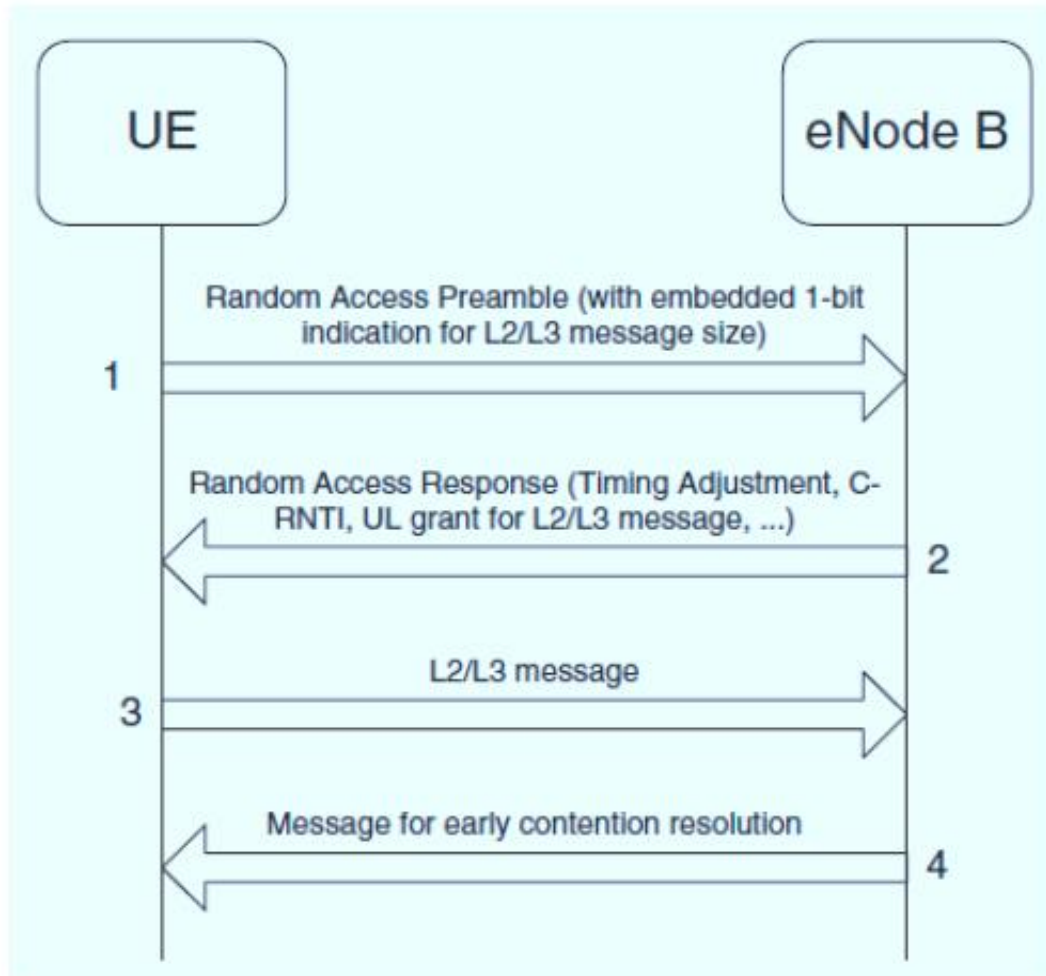 UE
eNode B
Random Access Preamble (with embedded 1-bit
indication for L2/L3 message size)
1
Random Access Response (Timing Adjustment, C-
RNTI, UL grant for L2/L3 message, ...)
2
L2/L3 message
3
Message for early contention resolution
4